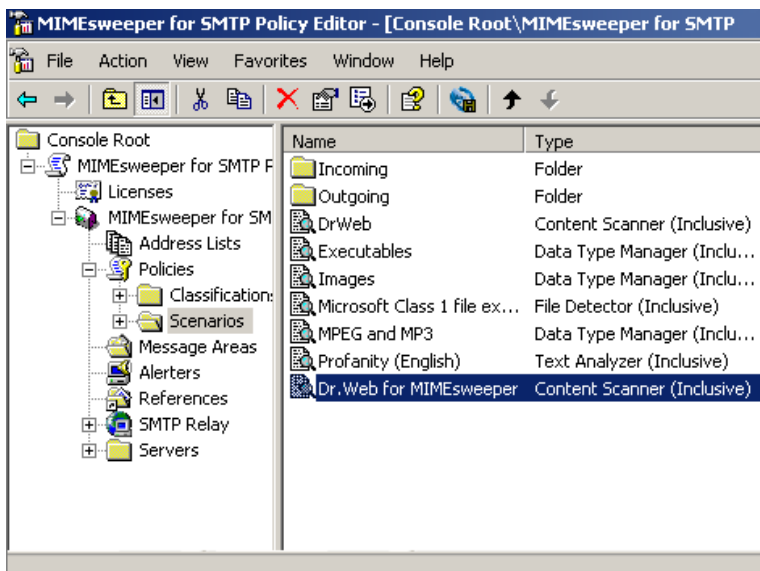 MIMEsweeper for SMTP Policy Editor - [Console Root\MIMEsweeper for SMTP
File Action View Favorites Window Help
Console Root
MIMEsweeper for SMTP P
Licenses
MIMEsweeper for SM
Address Lists
Policies
Classification
Scenarios
Message Areas
Alerters
References
SMTP Relay
Servers
Name Type
Incoming Folder
Outgoing Folder
DrWeb Content Scanner (Inclusive)
Executables Data Type Manager (Inclu...
Images Data Type Manager (Inclu...
Microsoft Class 1 file ex... File Detector (Inclusive)
MPEG and MP3 Data Type Manager (Inclu...
Profanity (English) Text Analyzer (Inclusive)
Dr.Web for MIMEsweeper Content Scanner (Inclusive)